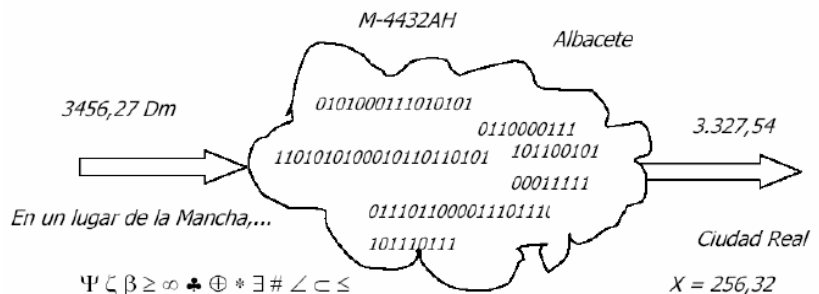 M-4432AH
Albacete
3456,27 Dm
0101000111010101
0110000111
3.327,54
1101010100010110110101
101100101
00011111
En un lugar de la Mancha,...
0111011000011101110
101110111
Ciudad Real
Ψ ζ β ≥ ∞ ♣ ⊕ * ∃ # ∠ ⊂ ≤
X = 256,32